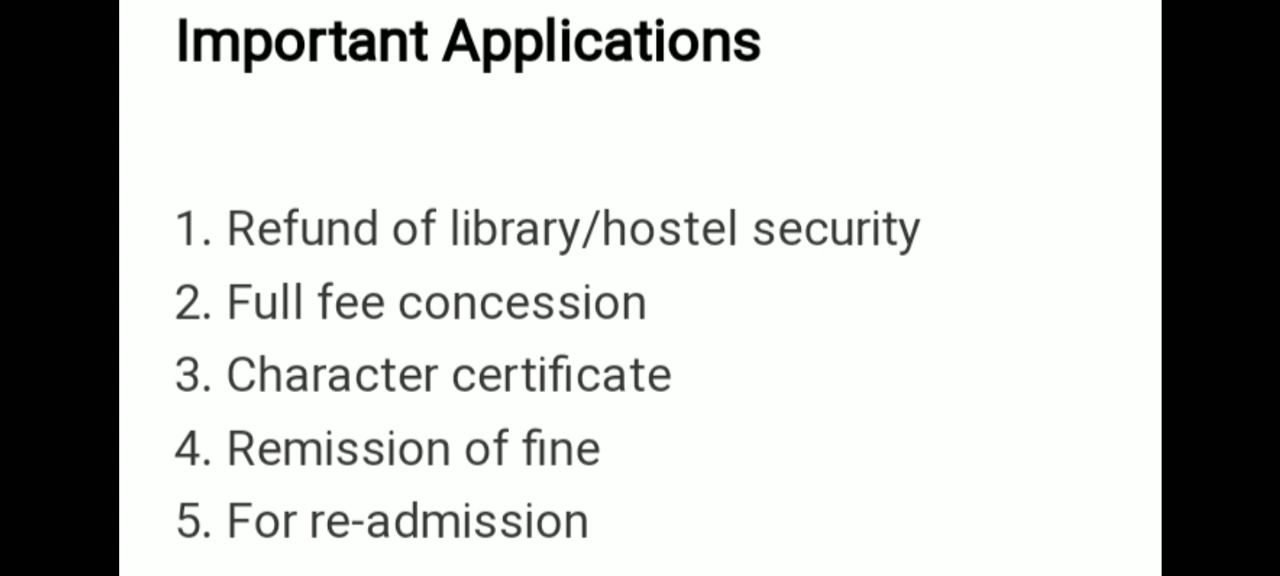 Important Applications
1. Refund of library/hostel security
2. Full fee concession
3. Character certificate
4. Remission of fine
5. For re-admission